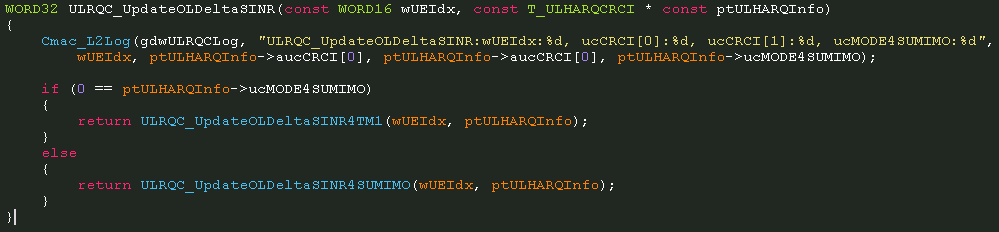 WORD32 ULRQC_UpdateOLDeltaSINR(const WORD16 wUEIdx, const T_ULHARQCRCI * const ptULHARQInfo)
{
    Cmac_L2Log(gdwULRQCLog, "ULRQC_UpdateOLDeltaSINR:wUEIdx:%d, ucCRCI[0]:%d, ucCRCI[1]:%d, ucMODE4SUMIMO:%d",
        wUEIdx, ptULHARQInfo->aucCRCI[0], ptULHARQInfo->aucCRCI[0], ptULHARQInfo->ucMODE4SUMIMO);
    if (0 == ptULHARQInfo->ucMODE4SUMIMO)
    {
        return ULRQC_UpdateOLDeltaSINR4TM1(wUEIdx, ptULHARQInfo);
    }
    else
    {
        return ULRQC_UpdateOLDeltaSINR4SUMIMO(wUEIdx, ptULHARQInfo);
    }
}